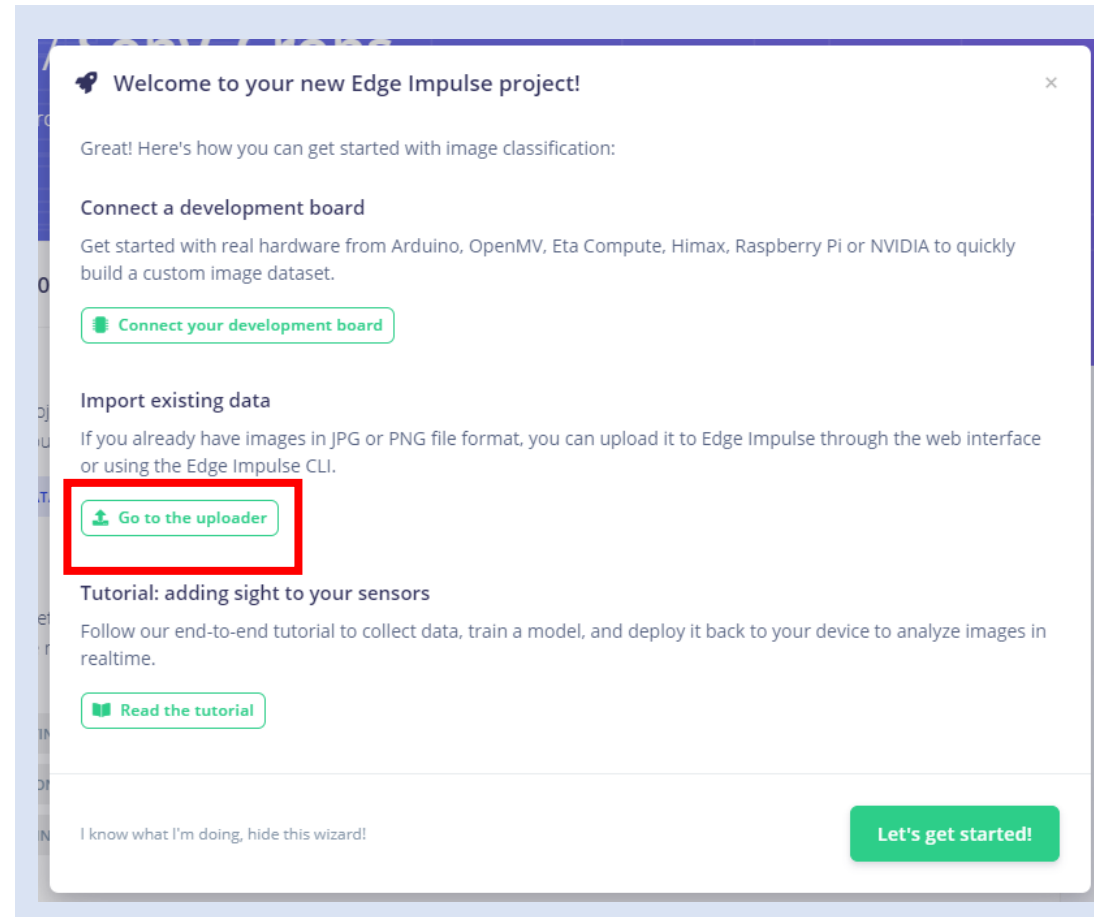 Welcome to your new Edge Impulse project!
×
Great! Here's how you can get started with image classification:
Connect a development board
Get started with real hardware from Arduino, OpenMV, Eta Compute, Himax, Raspberry Pi or NVIDIA to quickly
build a custom image dataset.
Connect your development board
Import existing data
If you already have images in JPG or PNG file format, you can upload it to Edge Impulse through the web interface
or using the Edge Impulse CLI.
Go to the uploader
Tutorial: adding sight to your sensors
Follow our end-to-end tutorial to collect data, train a model, and deploy it back to your device to analyze images in
realtime.
Read the tutorial
I know what I'm doing, hide this wizard!
Let's get started!